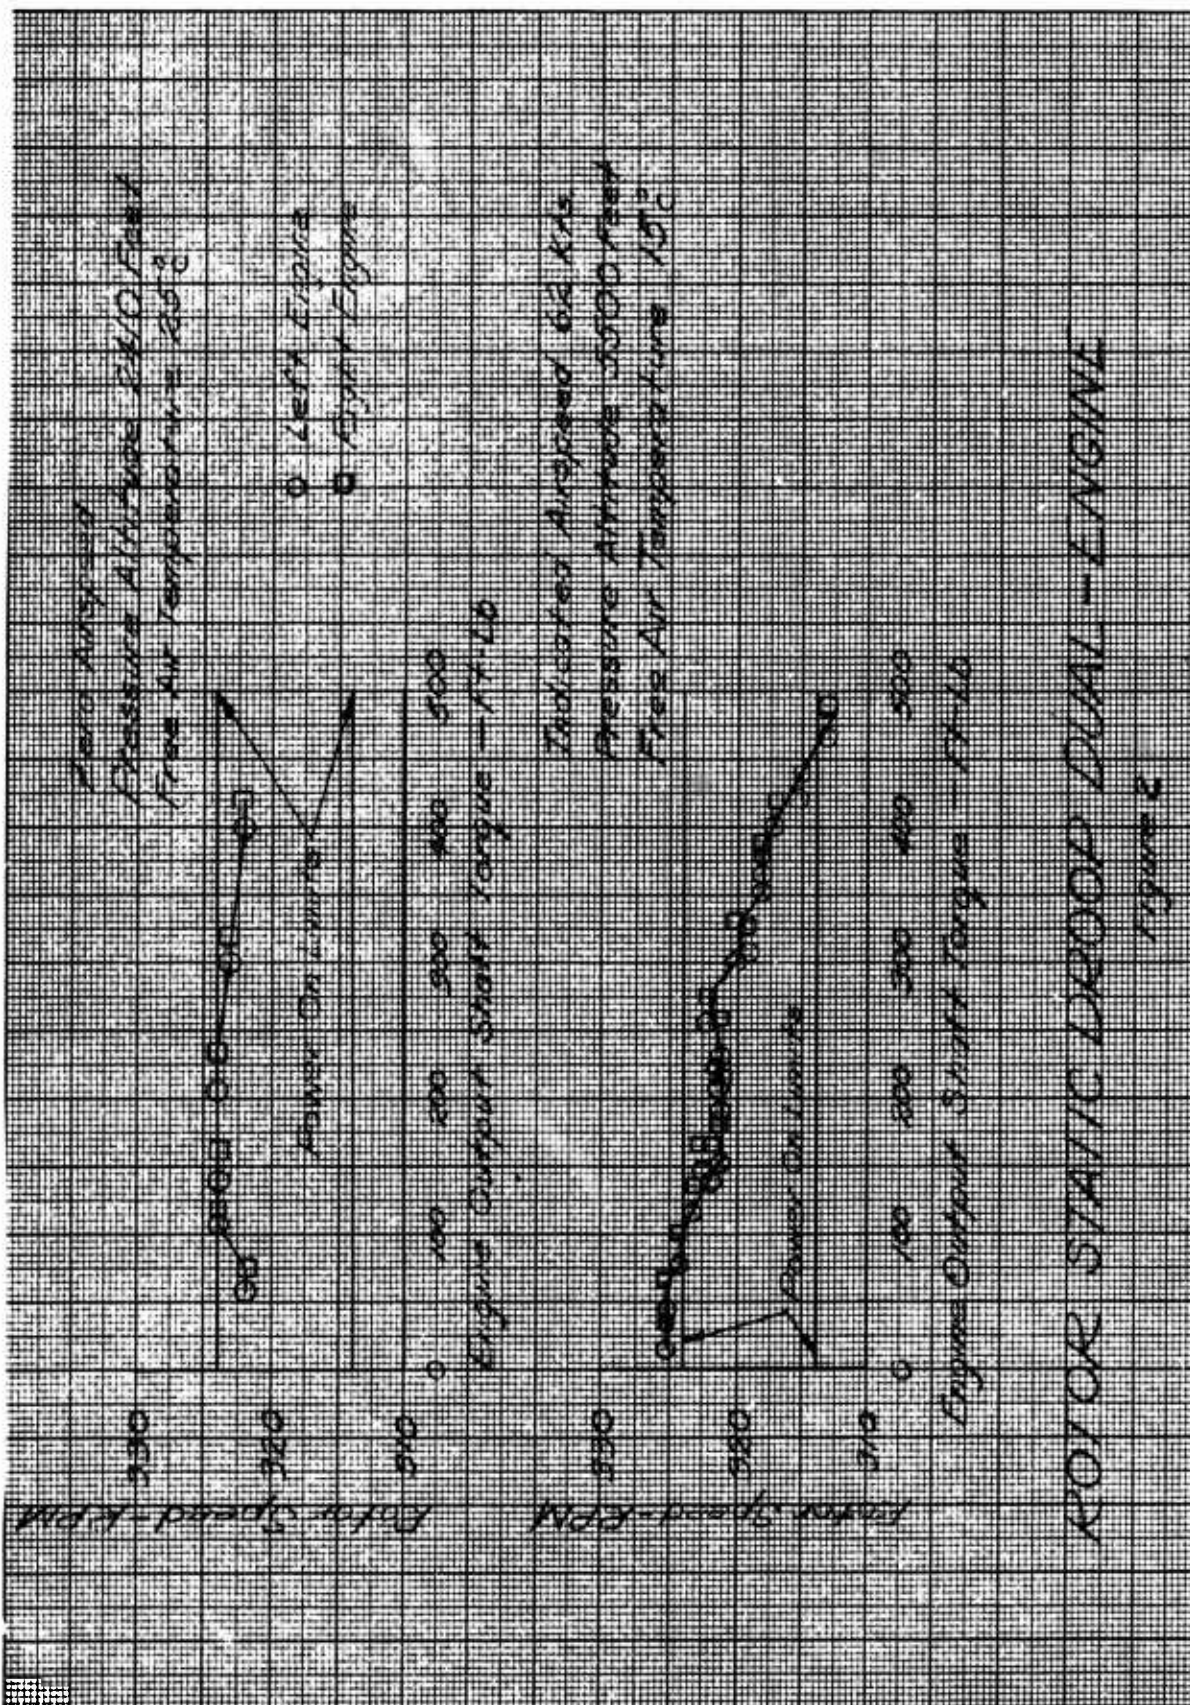 Zero Airspeed
Pressure Altitude 2410 Feet
Free Air Temperature 25°C
○ Left Engine
□ Right Engine
Power On Limits
Rotor Speed-RPM
330
320
310
0 100 200 300 400 500
Engine Output Shaft Torque - Ft-Lb
Indicated Airspeed 62 Kts.
Pressure Altitude 5500 Feet
Free Air Temperature 15°C
Power On Limits
Rotor Speed-RPM
330
320
310
0 100 200 300 400 500
Engine Output Shaft Torque - Ft-Lb
ROTOR STATIC DROOP DUAL-ENGINE
Figure 2